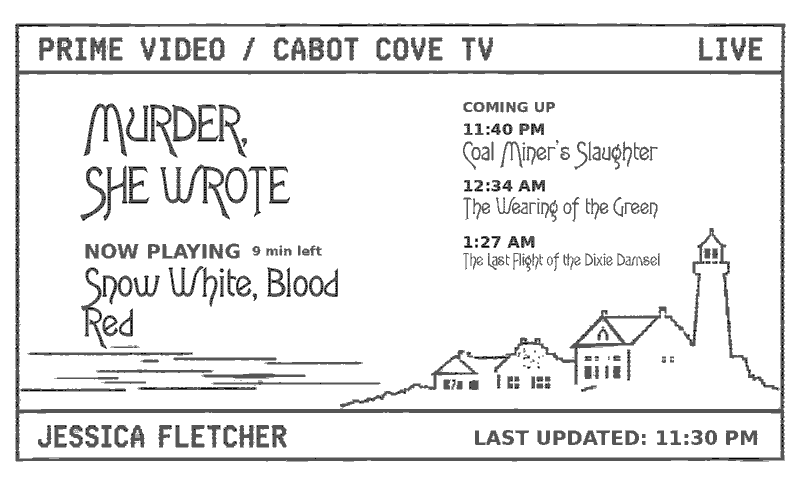 PRIME VIDEO / CABOT COVE TV
LIVE
MURDER,
SHE WROTE
NOW PLAYING 9 min left
Snow White, Blood
Red
COMING UP
11:40 PM
Coal Miner's Slaughter
12:34 AM
The Wearing of the Green
1:27 AM
The Last Flight of the Dixie Damsel
JESSICA FLETCHER
LAST UPDATED: 11:30 PM